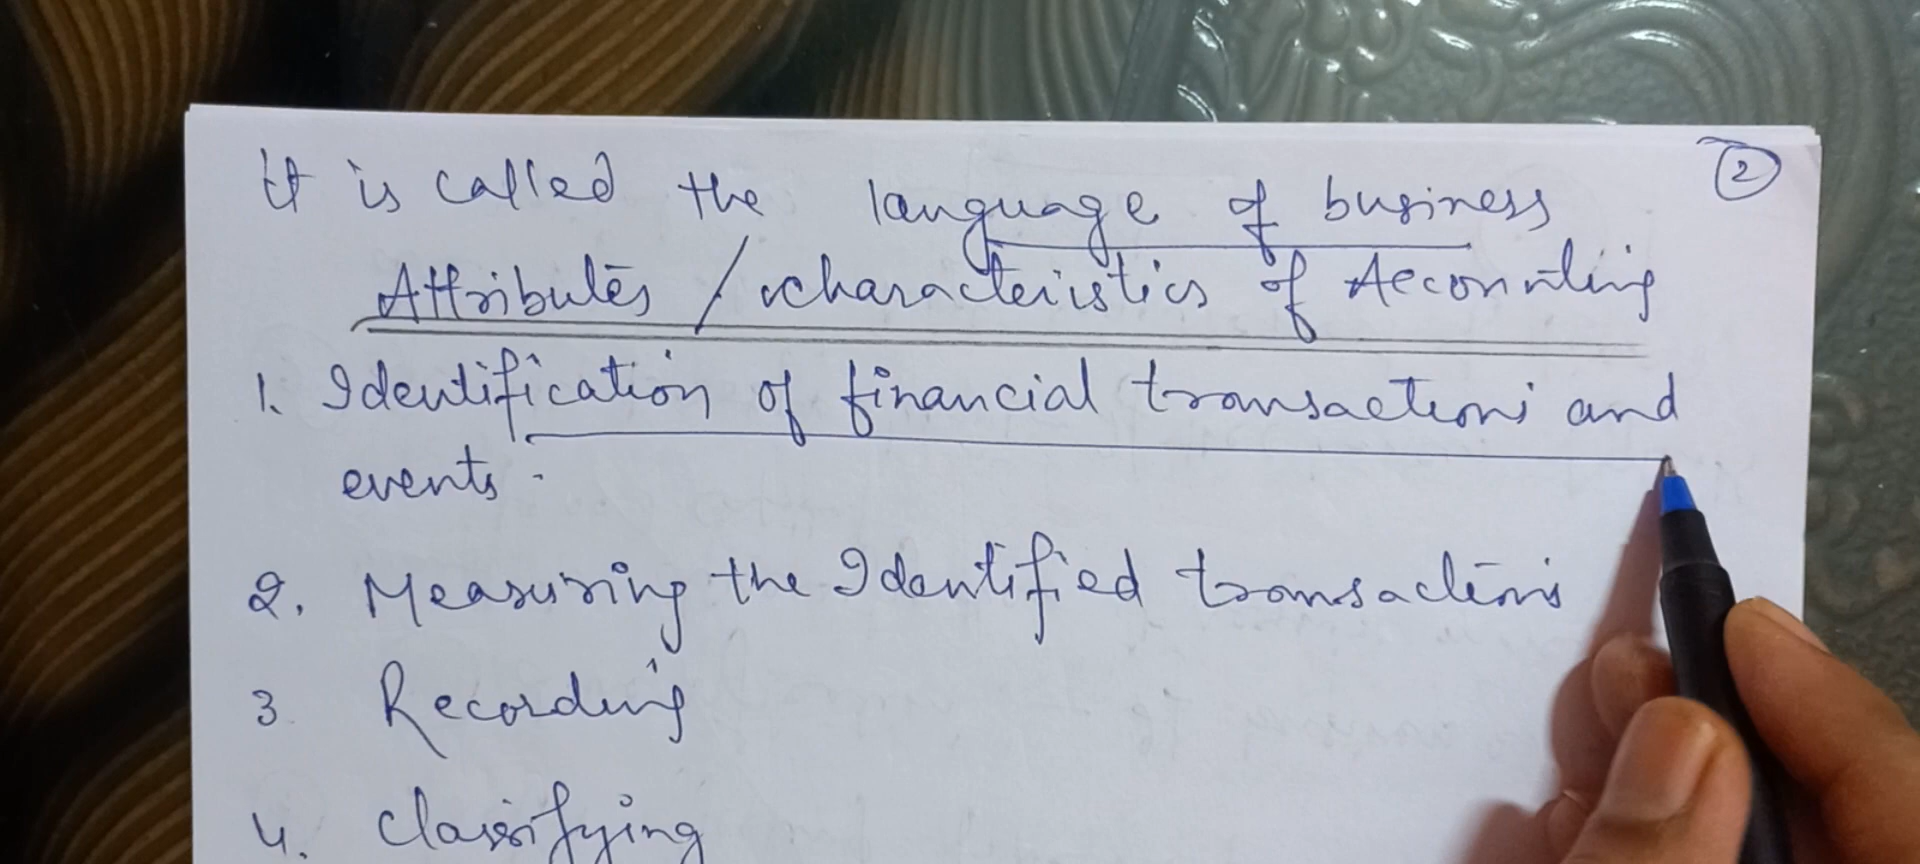 2
It is called the language of business
Attributes / characteristics of Accounting
1. Identification of financial transactions and
events.
2. Measuring the Identified transactions
3. Recording
4. Classifying